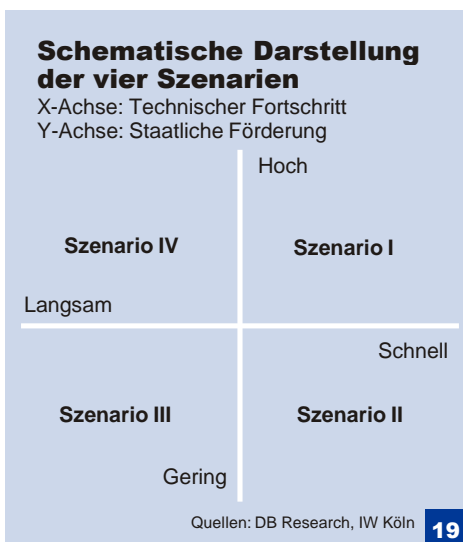 Schematische Darstellung
der vier Szenarien
X-Achse: Technischer Fortschritt
Y-Achse: Staatliche Förderung
Hoch
Szenario IV
Szenario I
Langsam
Schnell
Szenario III
Szenario II
Gering
Quellen: DB Research, IW Köln
19